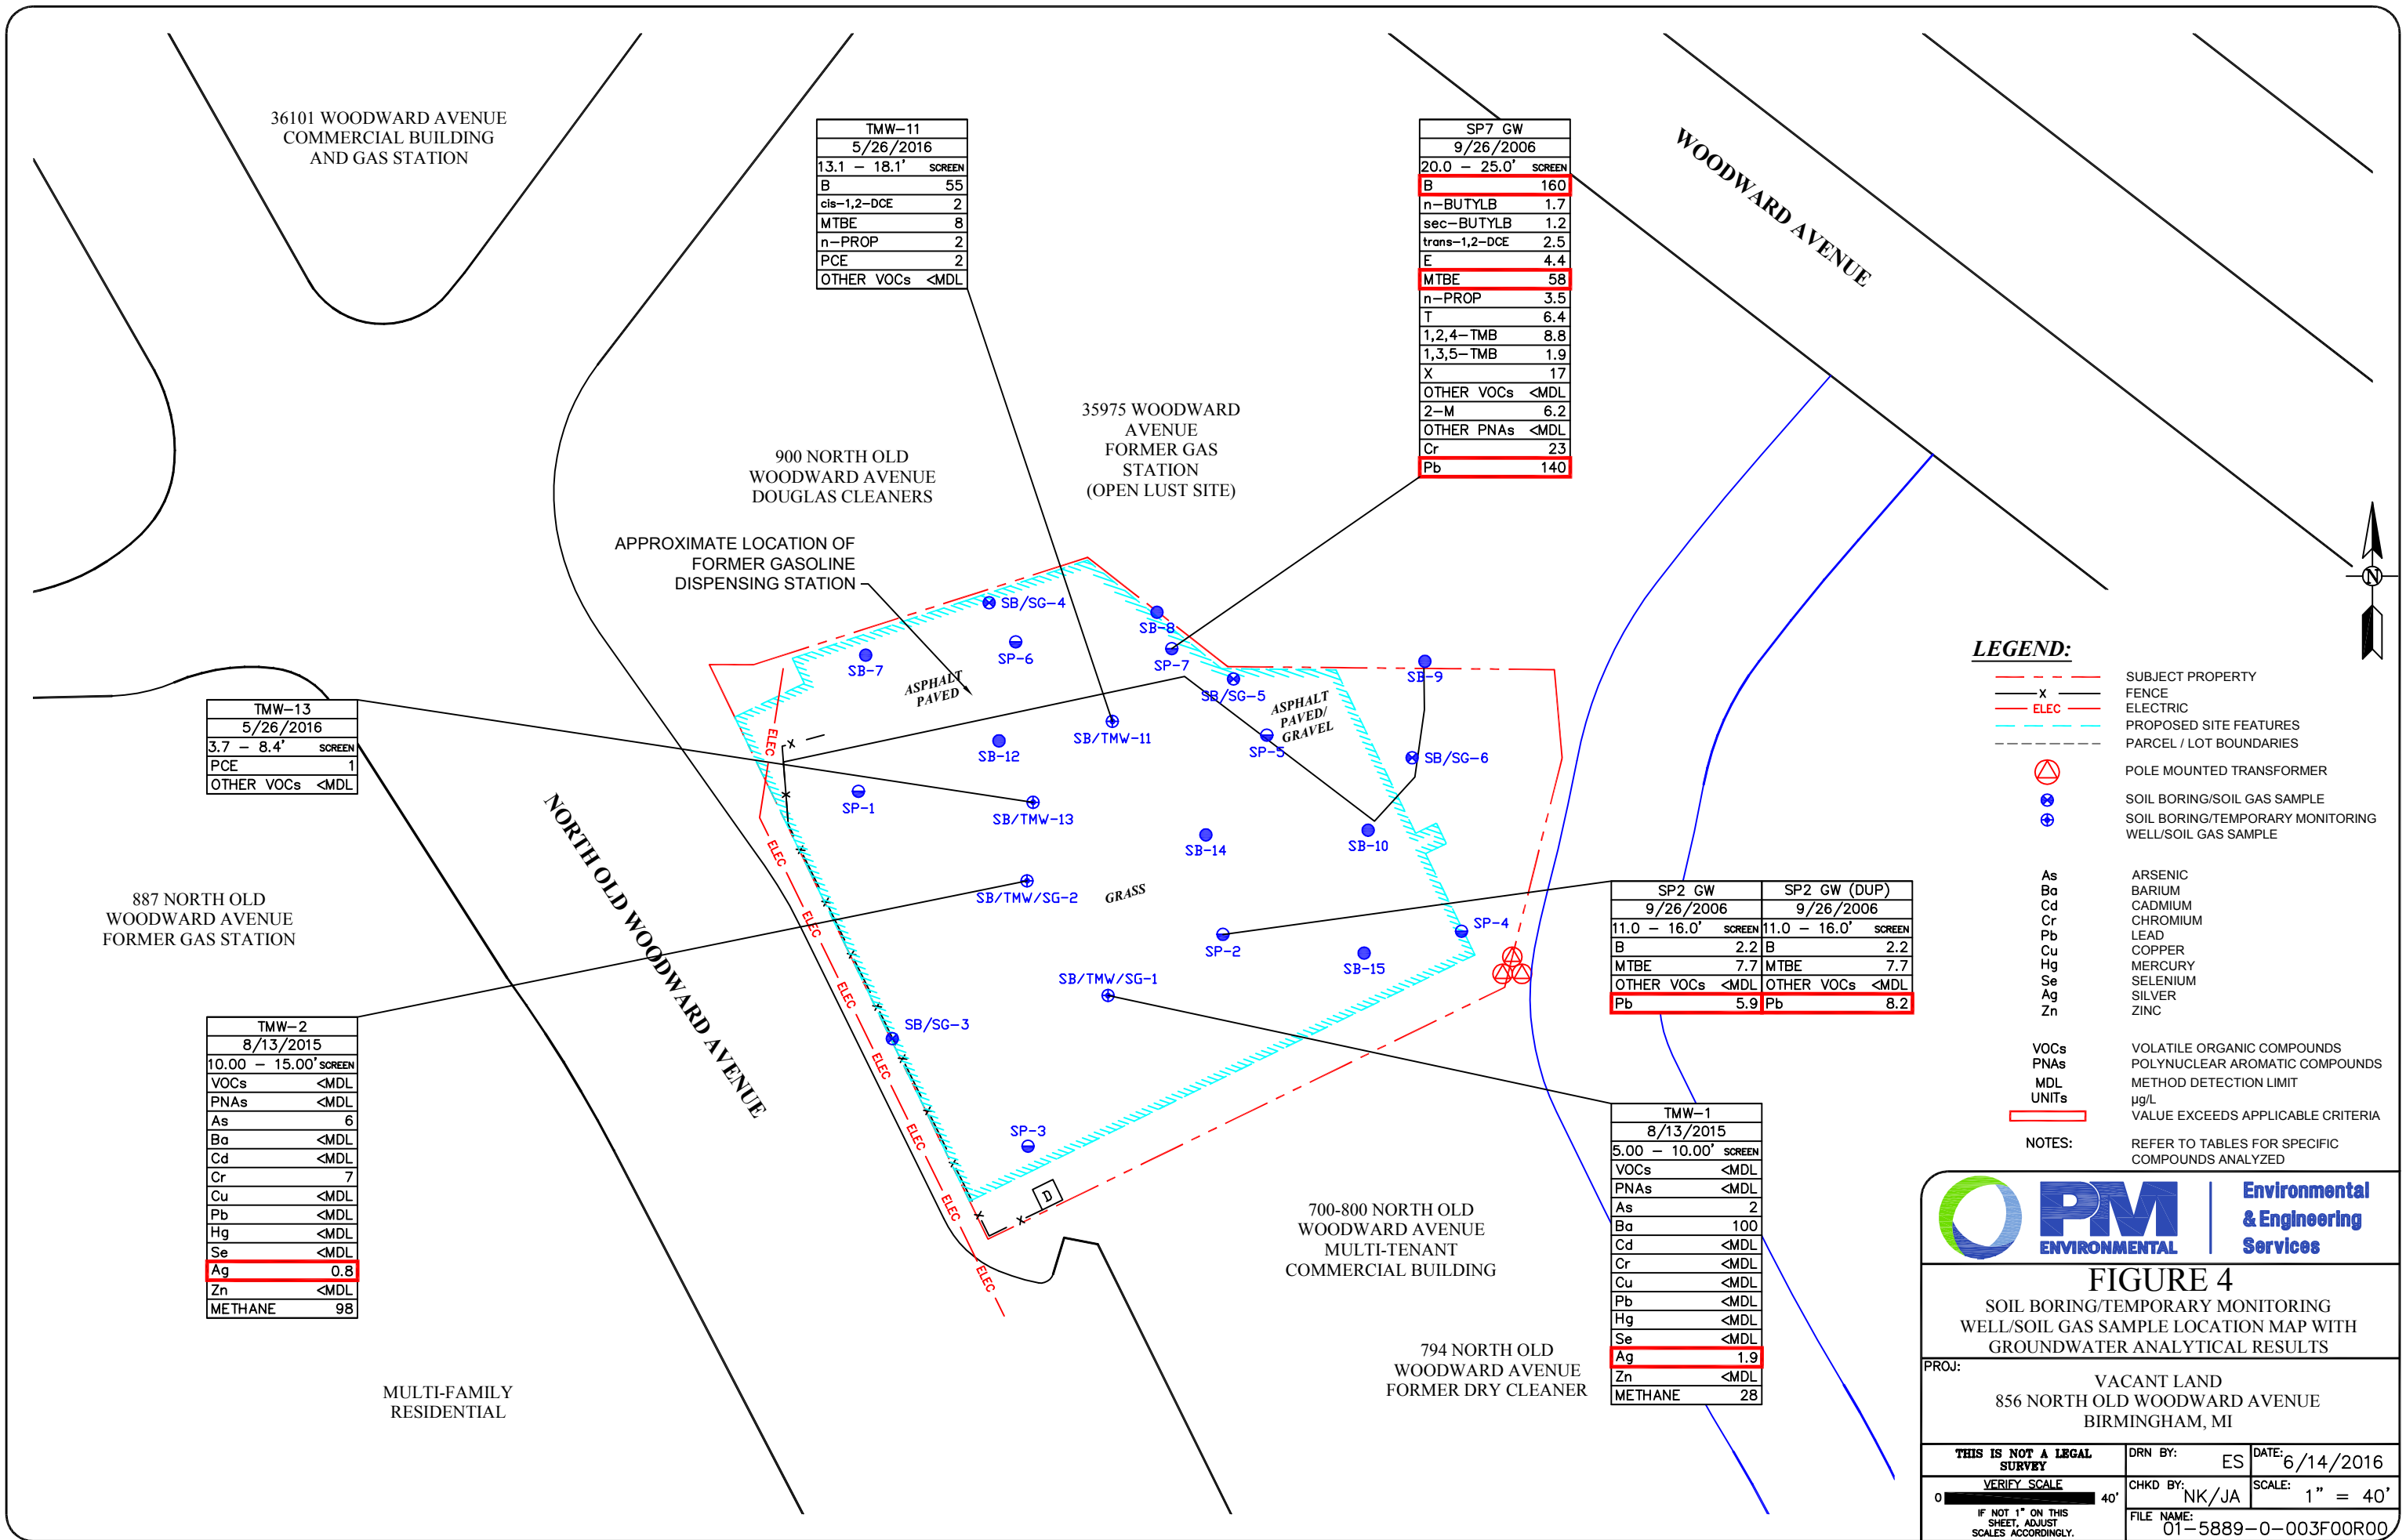 36101 WOODWARD AVENUE
COMMERCIAL BUILDING
AND GAS STATION
TMW-11
5/26/2016
13.1 - 18.1' SCREEN
B 55
cis-1,2-DCE 2
MTBE 8
n-PROP 2
PCE 2
OTHER VOCs <MDL
SP7 GW
9/26/2006
20.0 - 25.0' SCREEN
B 160
n-BUTYLB 1.7
sec-BUTYLB 1.2
trans-1,2-DCE 2.5
E 4.4
MTBE 58
n-PROP 3.5
T 6.4
1,2,4-TMB 8.8
1,3,5-TMB 1.9
X 17
OTHER VOCs <MDL
2-M 6.2
OTHER PNAs <MDL
Cr 23
Pb 140
WOODWARD AVENUE
35975 WOODWARD
AVENUE
FORMER GAS
STATION
(OPEN LUST SITE)
900 NORTH OLD
WOODWARD AVENUE
DOUGLAS CLEANERS
APPROXIMATE LOCATION OF
FORMER GASOLINE
DISPENSING STATION
N
SB/SG-4
SB-8
SP-6
SB-7
SP-7
SB-9
ASPHALT
PAVED
SB/SG-5
ASPHALT
PAVED/
GRAVEL
SB/TMW-11
SP-5
SB-12
SB/SG-6
ELEC
X
X
SP-1
SB/TMW-13
SB-14
SB-10
TMW-13
5/26/2016
3.7 - 8.4' SCREEN
PCE 1
OTHER VOCs <MDL
NORTH OLD WOODWARD AVENUE
887 NORTH OLD
WOODWARD AVENUE
FORMER GAS STATION
X
ELEC
SB/TMW/SG-2
GRASS
X
ELEC
SP-2
SP-4
SB-15
X
SB/TMW/SG-1
ELEC
X
SB/SG-3
X
ELEC
X
ELEC
SP-3
X
ELEC
X
X
D
ELEC
SP2 GW SP2 GW (DUP)
9/26/2006 9/26/2006
11.0 - 16.0' SCREEN 11.0 - 16.0' SCREEN
B 2.2 B 2.2
MTBE 7.7 MTBE 7.7
OTHER VOCs <MDL OTHER VOCs <MDL
Pb 5.9 Pb 8.2
TMW-2
8/13/2015
10.00 - 15.00' SCREEN
VOCs <MDL
PNAs <MDL
As 6
Ba <MDL
Cd <MDL
Cr 7
Cu <MDL
Pb <MDL
Hg <MDL
Se <MDL
Ag 0.8
Zn <MDL
METHANE 98
TMW-1
8/13/2015
5.00 - 10.00' SCREEN
VOCs <MDL
PNAs <MDL
As 2
Ba 100
Cd <MDL
Cr <MDL
Cu <MDL
Pb <MDL
Hg <MDL
Se <MDL
Ag 1.9
Zn <MDL
METHANE 28
MULTI-FAMILY
RESIDENTIAL
700-800 NORTH OLD
WOODWARD AVENUE
MULTI-TENANT
COMMERCIAL BUILDING
794 NORTH OLD
WOODWARD AVENUE
FORMER DRY CLEANER
LEGEND:
SUBJECT PROPERTY
X FENCE
ELEC ELECTRIC
PROPOSED SITE FEATURES
PARCEL / LOT BOUNDARIES
POLE MOUNTED TRANSFORMER
SOIL BORING/SOIL GAS SAMPLE
SOIL BORING/TEMPORARY MONITORING
WELL/SOIL GAS SAMPLE
As ARSENIC
Ba BARIUM
Cd CADMIUM
Cr CHROMIUM
Pb LEAD
Cu COPPER
Hg MERCURY
Se SELENIUM
Ag SILVER
Zn ZINC
VOCs VOLATILE ORGANIC COMPOUNDS
PNAs POLYNUCLEAR AROMATIC COMPOUNDS
MDL METHOD DETECTION LIMIT
UNITs µg/L
VALUE EXCEEDS APPLICABLE CRITERIA
NOTES: REFER TO TABLES FOR SPECIFIC
COMPOUNDS ANALYZED
PM
ENVIRONMENTAL
Environmental
& Engineering
Services
FIGURE 4
SOIL BORING/TEMPORARY MONITORING
WELL/SOIL GAS SAMPLE LOCATION MAP WITH
GROUNDWATER ANALYTICAL RESULTS
PROJ:
VACANT LAND
856 NORTH OLD WOODWARD AVENUE
BIRMINGHAM, MI
THIS IS NOT A LEGAL
SURVEY
VERIFY SCALE
0 40'
IF NOT 1" ON THIS
SHEET, ADJUST
SCALES ACCORDINGLY.
DRN BY: ES
DATE: 6/14/2016
CHKD BY: NK/JA
SCALE: 1" = 40'
FILE NAME: 01-5889-0-003F00R00